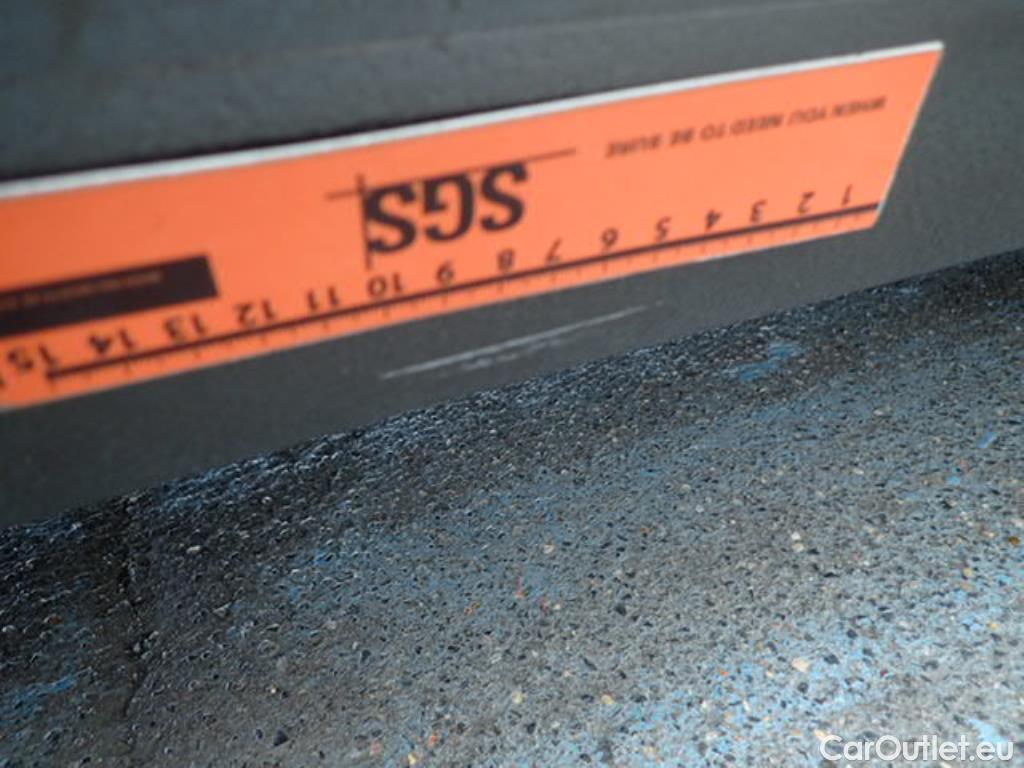 WHEN YOU NEED TO BE SURE
SGS
1 2 3 4 5 6 7 8 9 10 11 12 13 14 15
CarOutlet.eu